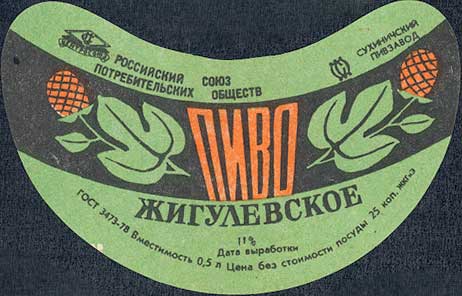 РОССИЙСКИЙ СОЮЗ
ПОТРЕБИТЕЛЬСКИХ ОБЩЕСТВ
СУХИНИЧСКИЙ
ПИВЗАВОД
ПИВО
ЖИГУЛЕВСКОЕ
11%
Дата выработки
ГОСТ 3473-78 Вместимость 0,5 л Цена без стоимости посуды 25 коп.